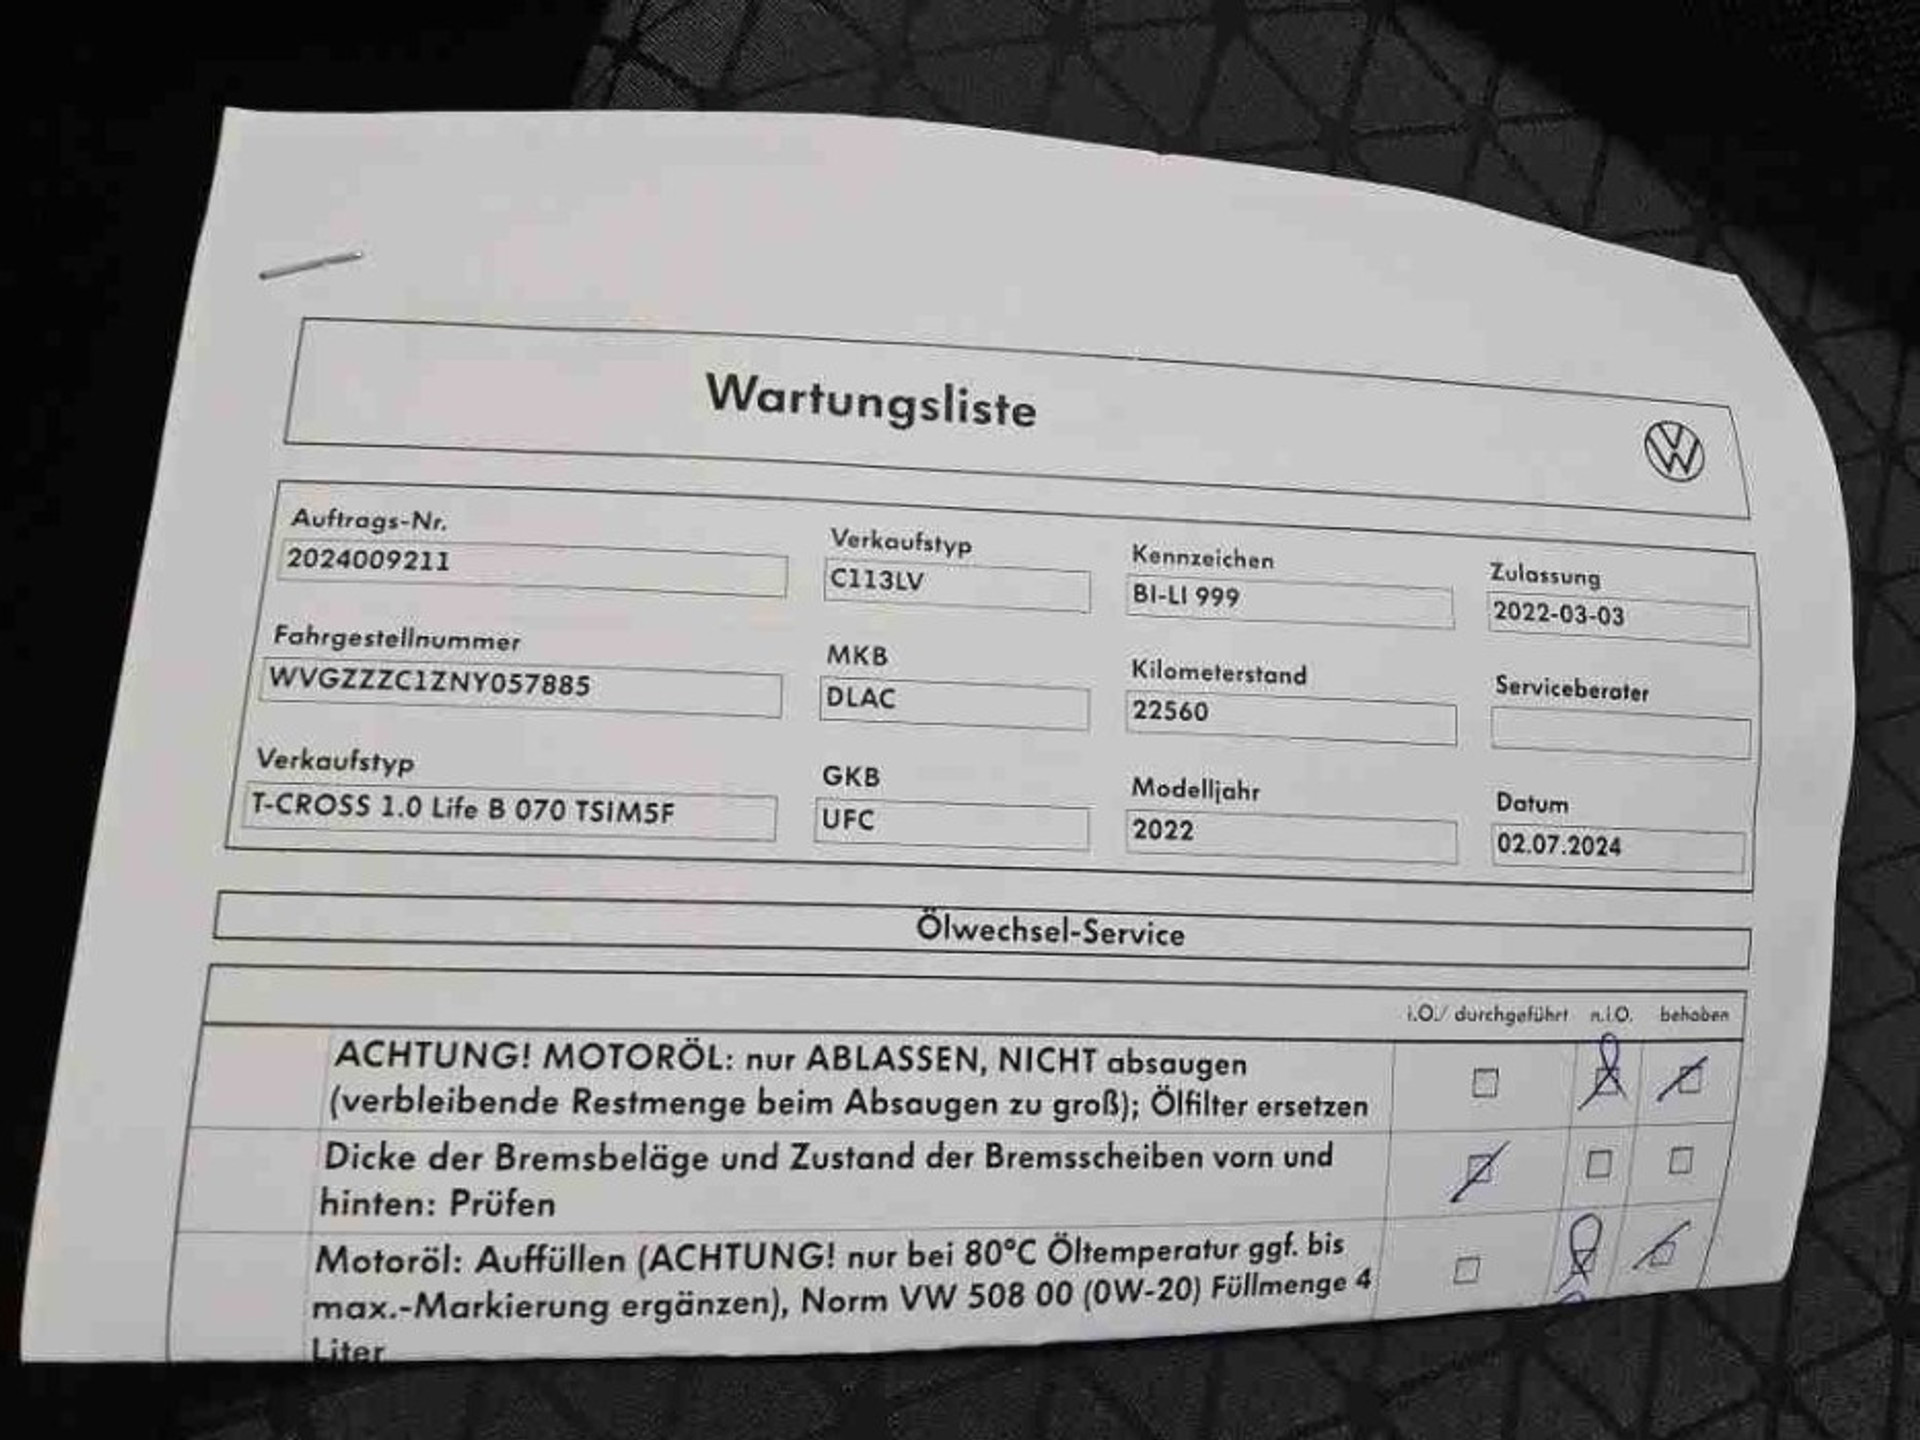 Wartungsliste
Auftrags-Nr.
2024009211
Verkaufstyp
C113LV
Kennzeichen
BI-LI 999
Zulassung
2022-03-03
Fahrgestellnummer
WVGZZZC1ZNY057885
MKB
DLAC
Kilometerstand
22560
Serviceberater
Verkaufstyp
T-CROSS 1.0 Life B 070 TSIM5F
GKB
UFC
Modelljahr
2022
Datum
02.07.2024
Ölwechsel-Service
i.O./ durchgeführt n.i.O. behoben
ACHTUNG! MOTORÖL: nur ABLASSEN, NICHT absaugen
(verbleibende Restmenge beim Absaugen zu groß); Ölfilter ersetzen
Dicke der Bremsbeläge und Zustand der Bremsscheiben vorn und
hinten: Prüfen
Motoröl: Auffüllen (ACHTUNG! nur bei 80°C Öltemperatur ggf. bis
max.-Markierung ergänzen), Norm VW 508 00 (0W-20) Füllmenge 4
Liter